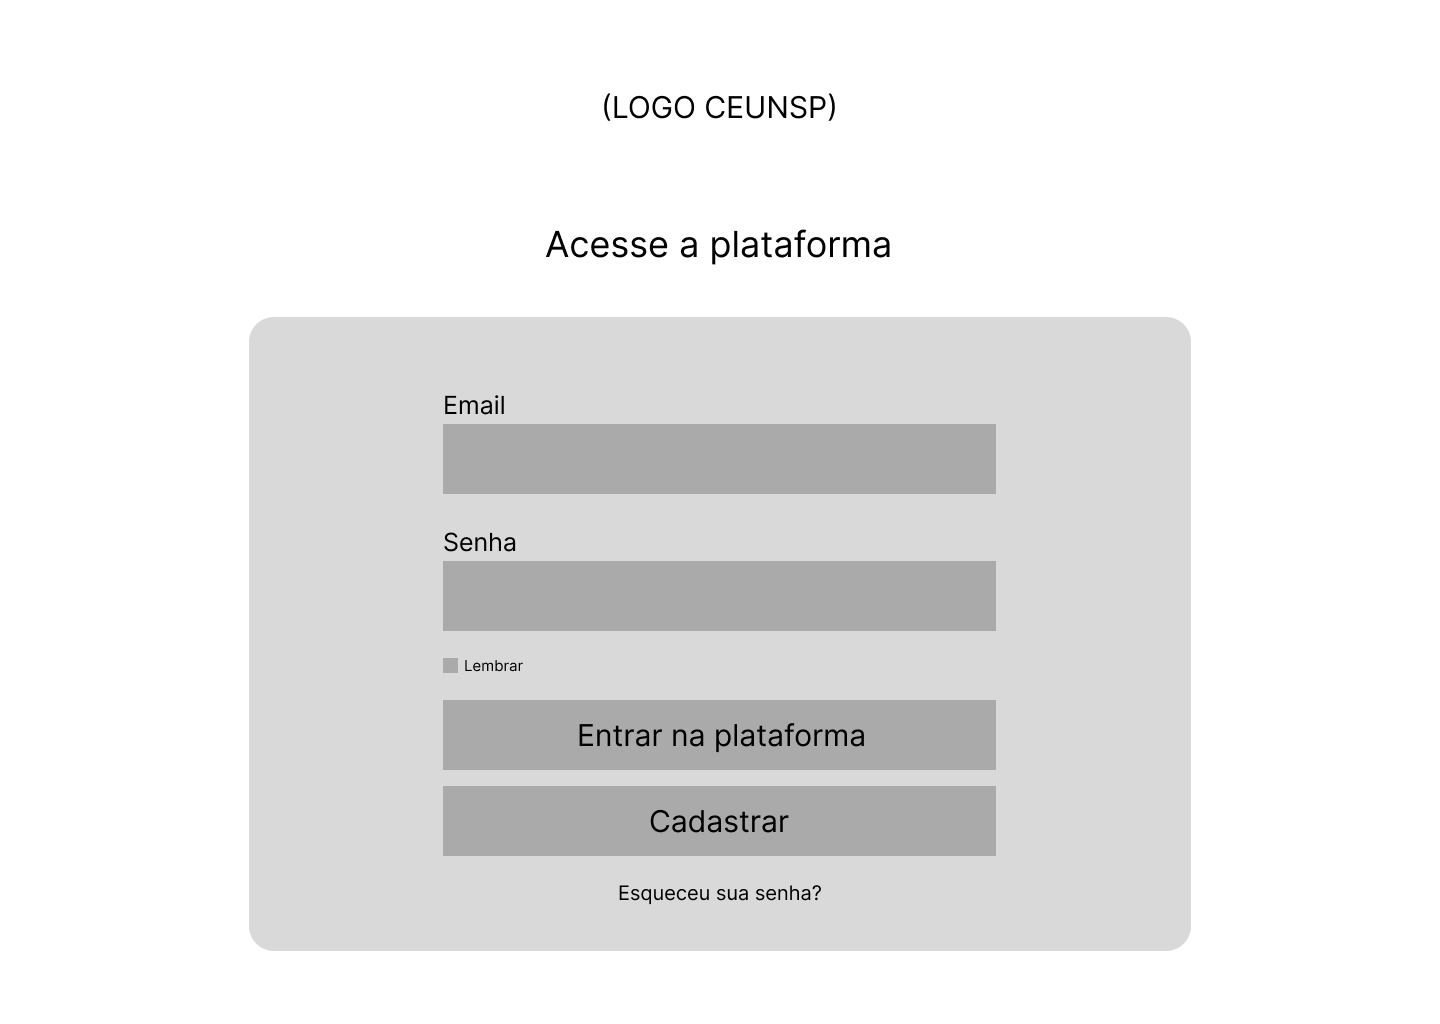 (LOGO CEUNSP)
Acesse a plataforma
Email
Senha
Lembrar
Entrar na plataforma
Cadastrar
Esqueceu sua senha?